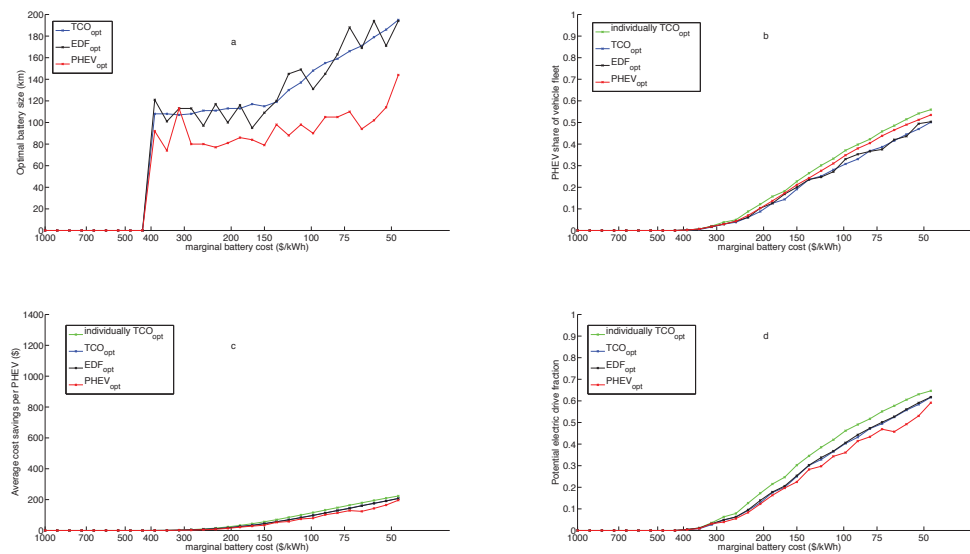 200
180
160
140
120
100
80
60
40
20
0
Optimal battery size (km)
TCOopt
EDFopt
PHEVopt
a
1000 700 500 400 300 200 100 75 50
marginal battery cost ($/kWh)
1
0.9
0.8
0.7
0.6
0.5
0.4
0.3
0.2
0.1
0
PHEV share of vehicle fleet
individually TCOopt
TCOopt
EDFopt
PHEVopt
b
1000 700 500 400 300 200 100 75 50
marginal battery cost ($/kWh)
1400
1200
1000
800
600
400
200
0
Average cost savings per PHEV ($)
individually TCOopt
TCOopt
EDFopt
PHEVopt
c
1000 700 500 400 300 200 100 75 50
marginal battery cost ($/kWh)
1
0.9
0.8
0.7
0.6
0.5
0.4
0.3
0.2
0.1
0
Potential electric drive fraction
individually TCOopt
TCOopt
EDFopt
PHEVopt
d
1000 700 500 400 300 200 100 75 50
marginal battery cost ($/kWh)